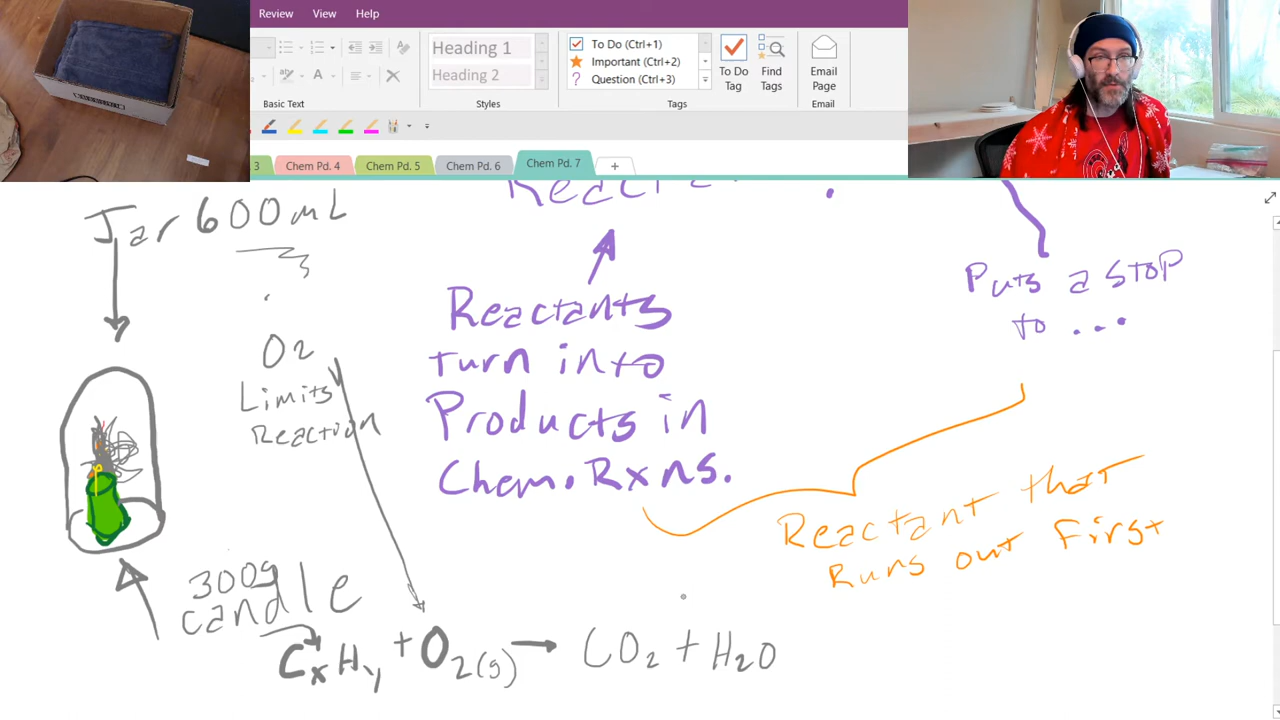 Review View Help
Heading 1
Heading 2
To Do (Ctrl+1)
Important (Ctrl+2)
Question (Ctrl+3)
To Do
Tag
Find
Tags
Email
Page
Basic Text
Styles
Tags
Email
3
Chem Pd. 4
Chem Pd. 5
Chem Pd. 6
Chem Pd. 7
Jar 600mL
O2
Limits
Reaction
300g
candle
CxHy + O2(g) → CO2 + H2O
Reactants
turn into
Products in
Chem. Rxns.
Puts a stop
to ...
Reactant that
Runs out First